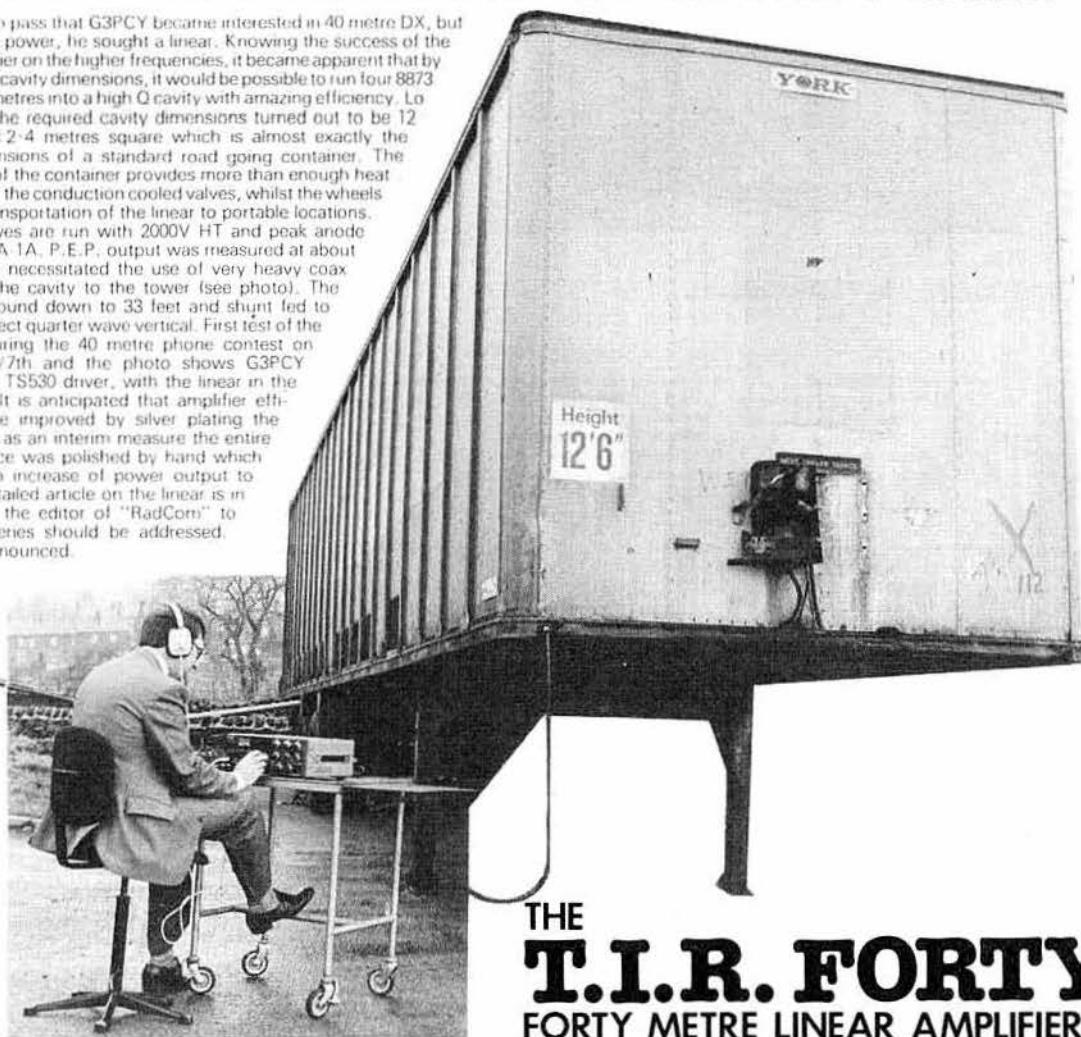 pass that G3PCY became interested in 40 metre DX, but
power, he sought a linear. Knowing the success of the
ier on the higher frequencies, it became apparent that by
cavity dimensions, it would be possible to run four 8873
metres into a high Q cavity with amazing efficiency. Lo
he required cavity dimensions turned out to be 12
2·4 metres square which is almost exactly the
nsions of a standard road going container. The
of the container provides more than enough heat
the conduction cooled valves, whilst the wheels
nsportation of the linear to portable locations.
ves are run with 2000V HT and peak anode
A 1A. P.E.P. output was measured at about
necessitated the use of very heavy coax
the cavity to the tower (see photo). The
ound down to 33 feet and shunt fed to
ect quarter wave vertical. First test of the
uring the 40 metre phone contest on
/7th and the photo shows G3PCY
TS530 driver, with the linear in the
It is anticipated that amplifier effi-
e improved by silver plating the
as an interim measure the entire
ce was polished by hand which
increase of power output to
tailed article on the linear is in
the editor of "RadCom" to
eries should be addressed.
nounced.
YORK
Height
12'6"
Y
112
THE
T.I.R. FORTY
FORTY METRE LINEAR AMPLIFIER